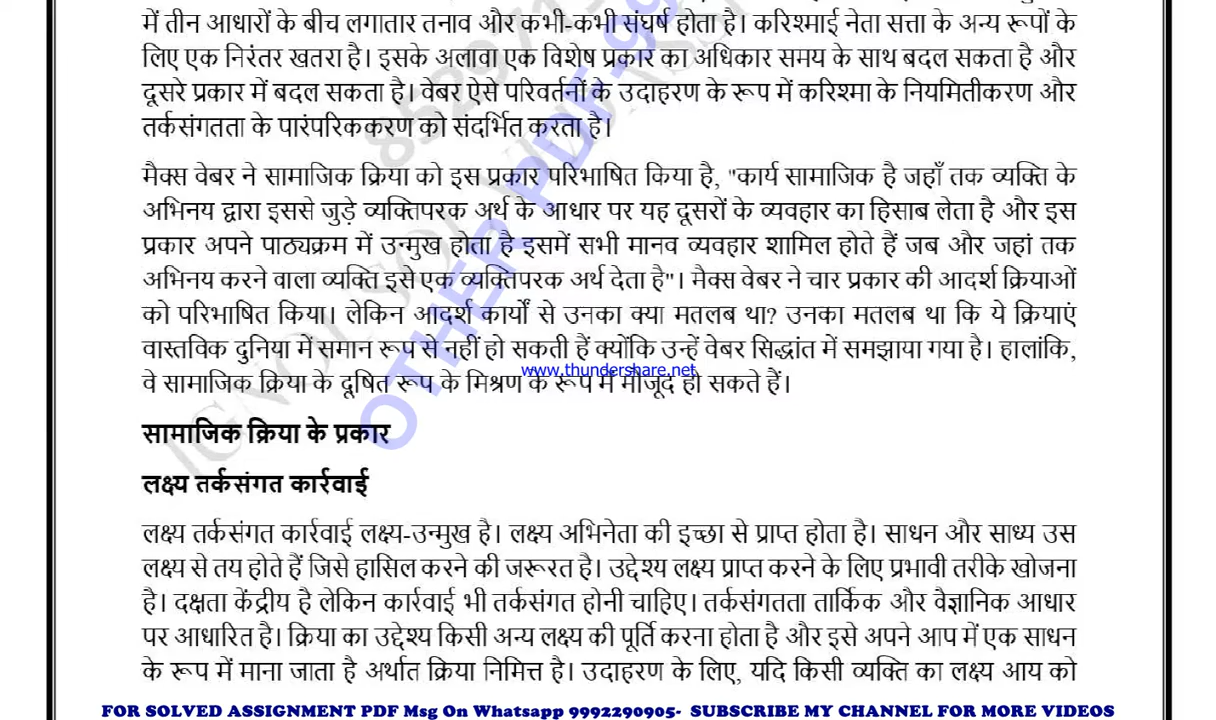 में तीन आधारों के बीच लगातार तनाव और कभी-कभी संघर्ष होता है। करिश्माई नेता सत्ता के अन्य रूपों के
लिए एक निरंतर खतरा है। इसके अलावा एक विशेष प्रकार का अधिकार समय के साथ बदल सकता है और
दूसरे प्रकार में बदल सकता है। वेबर ऐसे परिवर्तनों के उदाहरण के रूप में करिश्मा के नियमितीकरण और
तर्कसंगतता के पारंपरिककरण को संदर्भित करता है।
मैक्स वेबर ने सामाजिक क्रिया को इस प्रकार परिभाषित किया है, "कार्य सामाजिक है जहाँ तक व्यक्ति के
अभिनय द्वारा इससे जुड़े व्यक्तिपरक अर्थ के आधार पर यह दूसरों के व्यवहार का हिसाब लेता है और इस
प्रकार अपने पाठ्यक्रम में उन्मुख होता है इसमें सभी मानव व्यवहार शामिल होते हैं जब और जहां तक
अभिनय करने वाला व्यक्ति इसे एक व्यक्तिपरक अर्थ देता है"। मैक्स वेबर ने चार प्रकार की आदर्श क्रियाओं
को परिभाषित किया। लेकिन आदर्श कार्यों से उनका क्या मतलब था? उनका मतलब था कि ये क्रियाएं
वास्तविक दुनिया में समान रूप से नहीं हो सकती हैं क्योंकि उन्हें वेबर सिद्धांत में समझाया गया है। हालांकि,
www.thundershare.net
वे सामाजिक क्रिया के दूषित रूप के मिश्रण के रूप में मौजूद हो सकते हैं।
सामाजिक क्रिया के प्रकार
लक्ष्य तर्कसंगत कार्रवाई
लक्ष्य तर्कसंगत कार्रवाई लक्ष्य-उन्मुख है। लक्ष्य अभिनेता की इच्छा से प्राप्त होता है। साधन और साध्य उस
लक्ष्य से तय होते हैं जिसे हासिल करने की जरूरत है। उद्देश्य लक्ष्य प्राप्त करने के लिए प्रभावी तरीके खोजना
है। दक्षता केंद्रीय है लेकिन कार्रवाई भी तर्कसंगत होनी चाहिए। तर्कसंगतता तार्किक और वैज्ञानिक आधार
पर आधारित है। क्रिया का उद्देश्य किसी अन्य लक्ष्य की पूर्ति करना होता है और इसे अपने आप में एक साधन
के रूप में माना जाता है अर्थात क्रिया निमित्त है। उदाहरण के लिए, यदि किसी व्यक्ति का लक्ष्य आय को
FOR SOLVED ASSIGNMENT PDF Msg On Whatsapp 9992290905- SUBSCRIBE MY CHANNEL FOR MORE VIDEOS
OTHER PDF-99